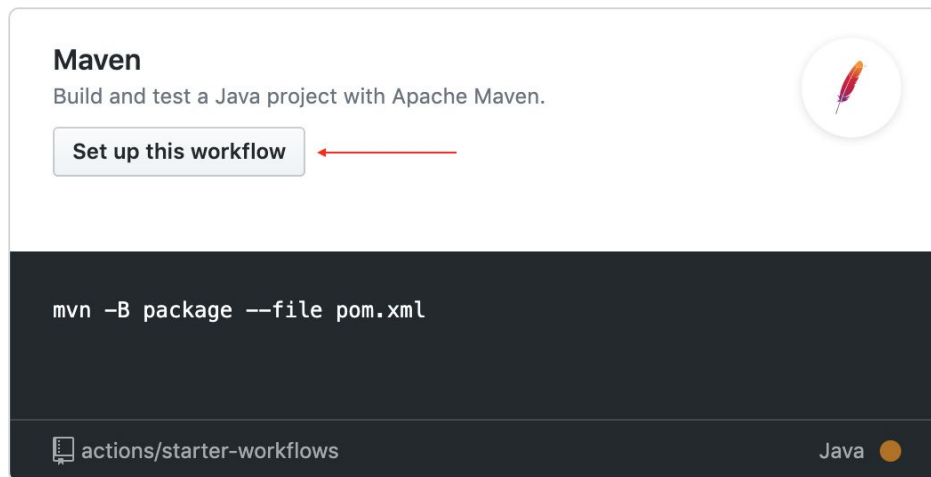 Maven
Build and test a Java project with Apache Maven.
Set up this workflow
mvn -B package --file pom.xml
actions/starter-workflows
Java